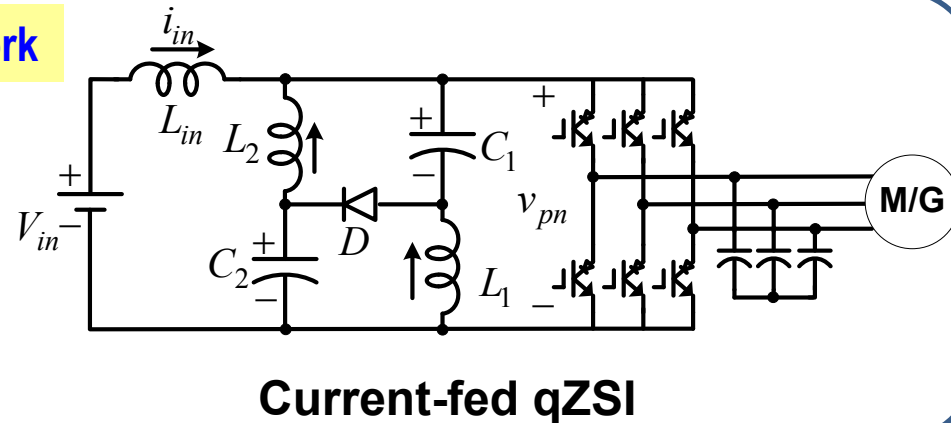 rk
i_in
L_in
L_2
C_1
+
−
+
−
V_in
+
−
D
C_2
+
−
L_1
+
v_pn
−
M/G
Current-fed qZSI